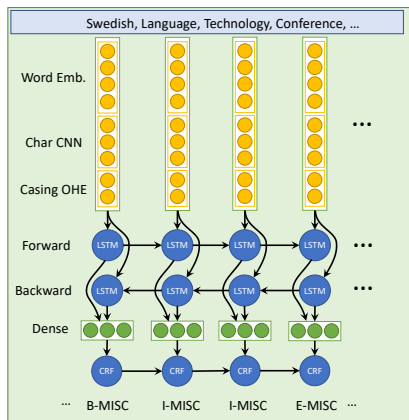 Swedish, Language, Technology, Conference, ...
Word Emb.
Char CNN
...
Casing OHE
Forward LSTM LSTM LSTM LSTM ...
Backward LSTM LSTM LSTM LSTM ...
Dense
CRF CRF CRF CRF
... B-MISC I-MISC I-MISC E-MISC ...